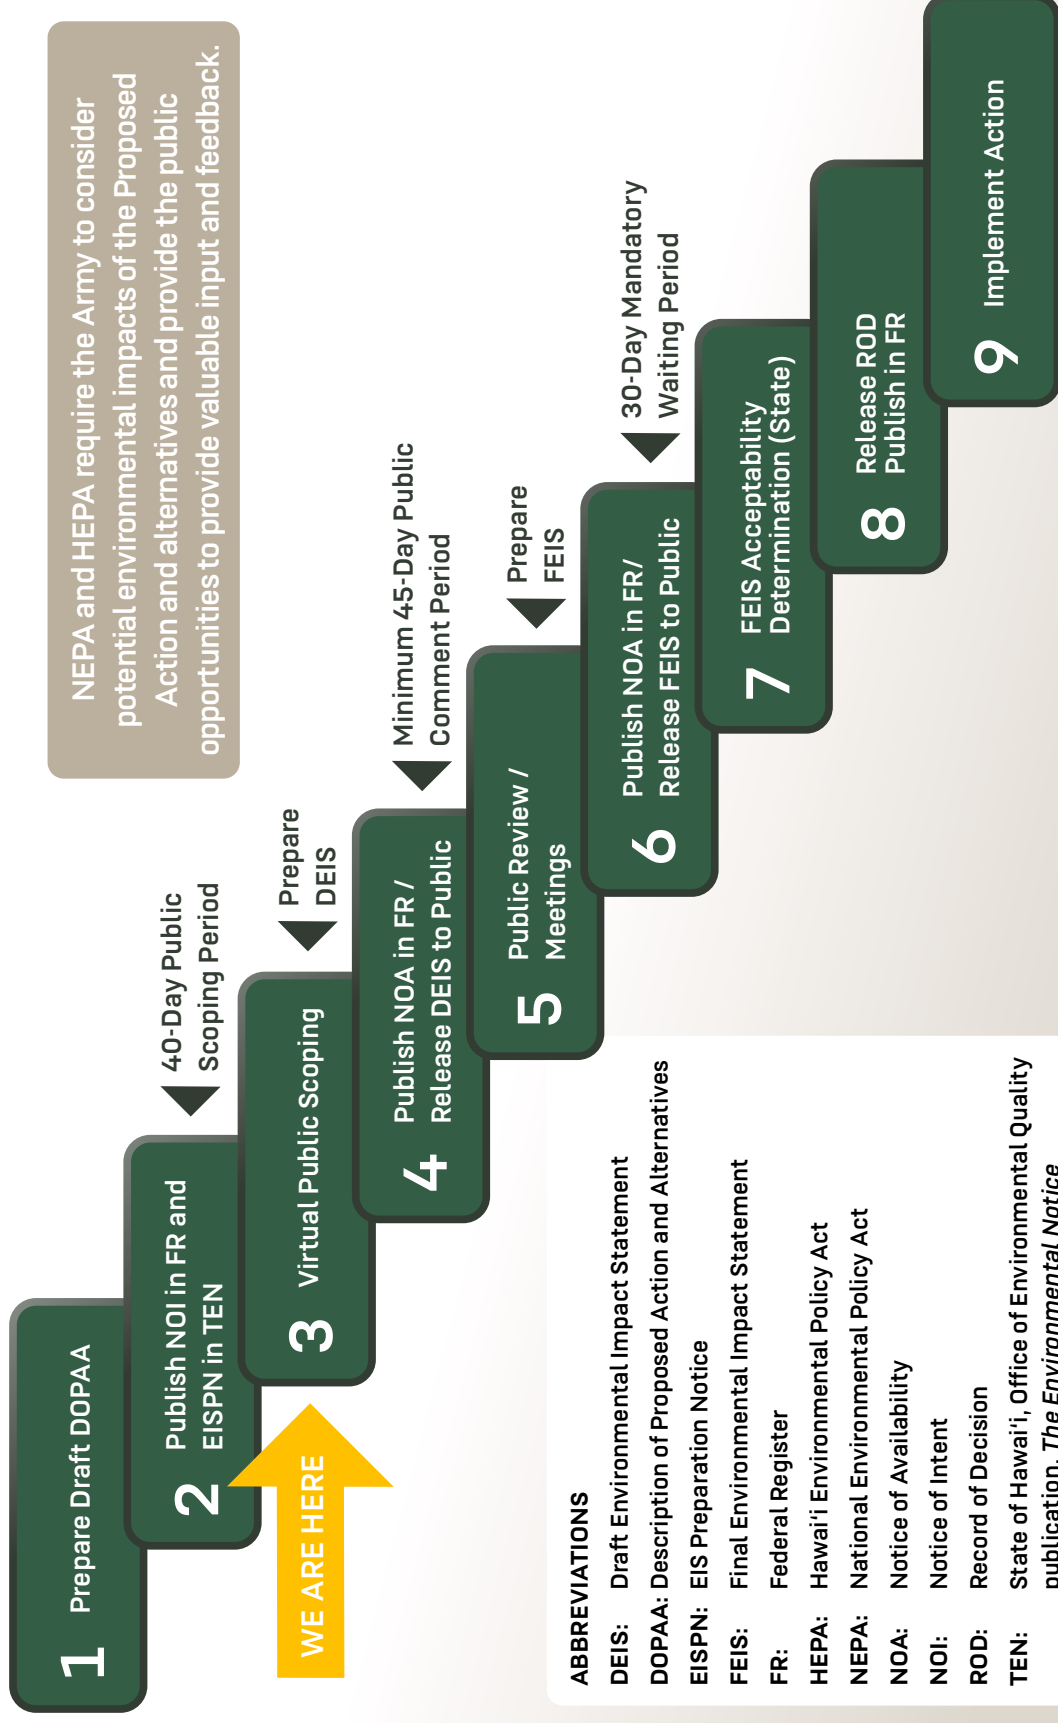 NEPA and HEPA require the Army to consider
potential environmental impacts of the Proposed
Action and alternatives and provide the public
opportunities to provide valuable input and feedback.
1 Prepare Draft DOPAA
2 Publish NOI in FR and
EISPN in TEN
40-Day Public
Scoping Period
WE ARE HERE
3 Virtual Public Scoping
Prepare
DEIS
4 Publish NOA in FR /
Release DEIS to Public
Minimum 45-Day Public
Comment Period
5 Public Review /
Meetings
Prepare
FEIS
6 Publish NOA in FR/
Release FEIS to Public
30-Day Mandatory
Waiting Period
7 FEIS Acceptability
Determination (State)
8 Release ROD
Publish in FR
9 Implement Action
ABBREVIATIONS
DEIS: Draft Environmental Impact Statement
DOPAA: Description of Proposed Action and Alternatives
EISPN: EIS Preparation Notice
FEIS: Final Environmental Impact Statement
FR: Federal Register
HEPA: Hawai‘i Environmental Policy Act
NEPA: National Environmental Policy Act
NOA: Notice of Availability
NOI: Notice of Intent
ROD: Record of Decision
TEN: State of Hawai‘i, Office of Environmental Quality
publication, The Environmental Notice